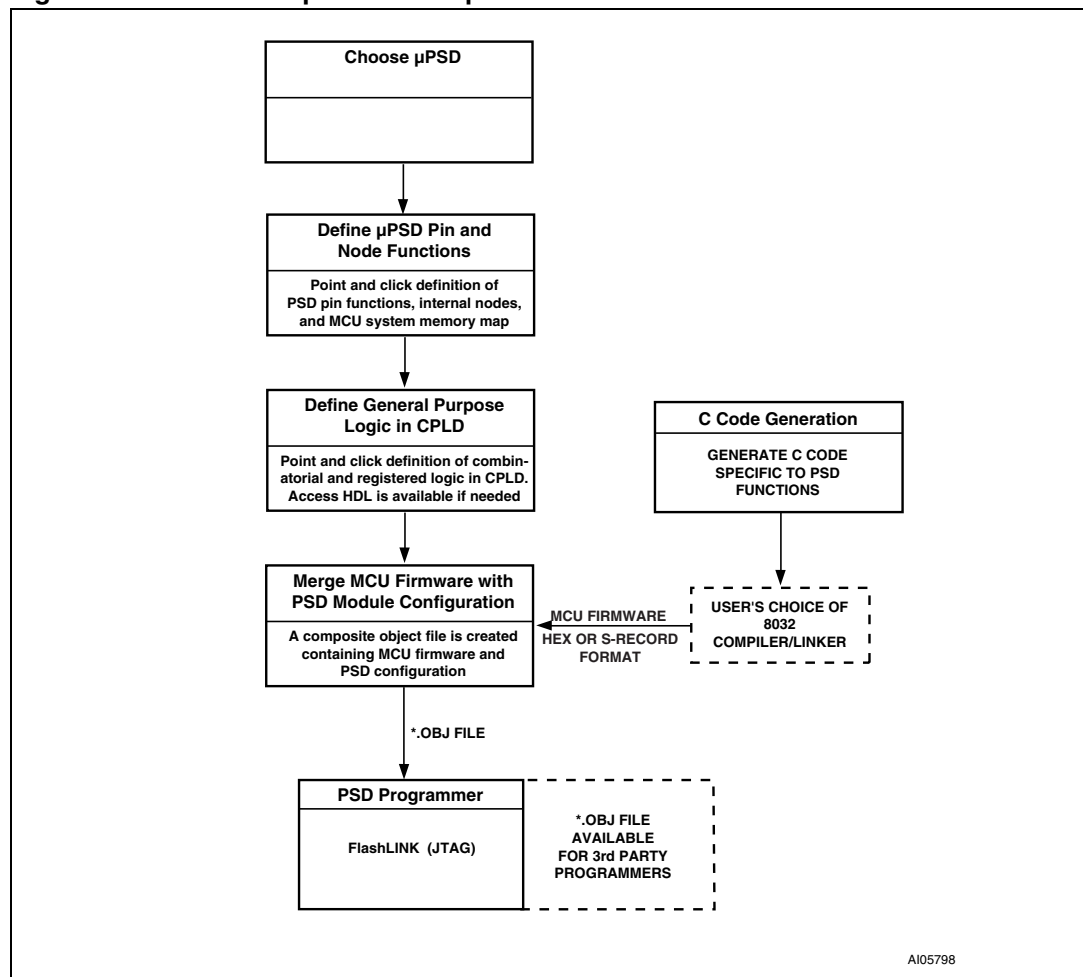 Choose µPSD
Define µPSD Pin and
Node Functions
Point and click definition of
PSD pin functions, internal nodes,
and MCU system memory map
Define General Purpose
Logic in CPLD
Point and click definition of combin-
atorial and registered logic in CPLD.
Access HDL is available if needed
C Code Generation
GENERATE C CODE
SPECIFIC TO PSD
FUNCTIONS
Merge MCU Firmware with
PSD Module Configuration
A composite object file is created
containing MCU firmware and
PSD configuration
MCU FIRMWARE
HEX OR S-RECORD
FORMAT
USER'S CHOICE OF
8032
COMPILER/LINKER
*.OBJ FILE
PSD Programmer
FlashLINK (JTAG)
*.OBJ FILE
AVAILABLE
FOR 3rd PARTY
PROGRAMMERS
AI05798